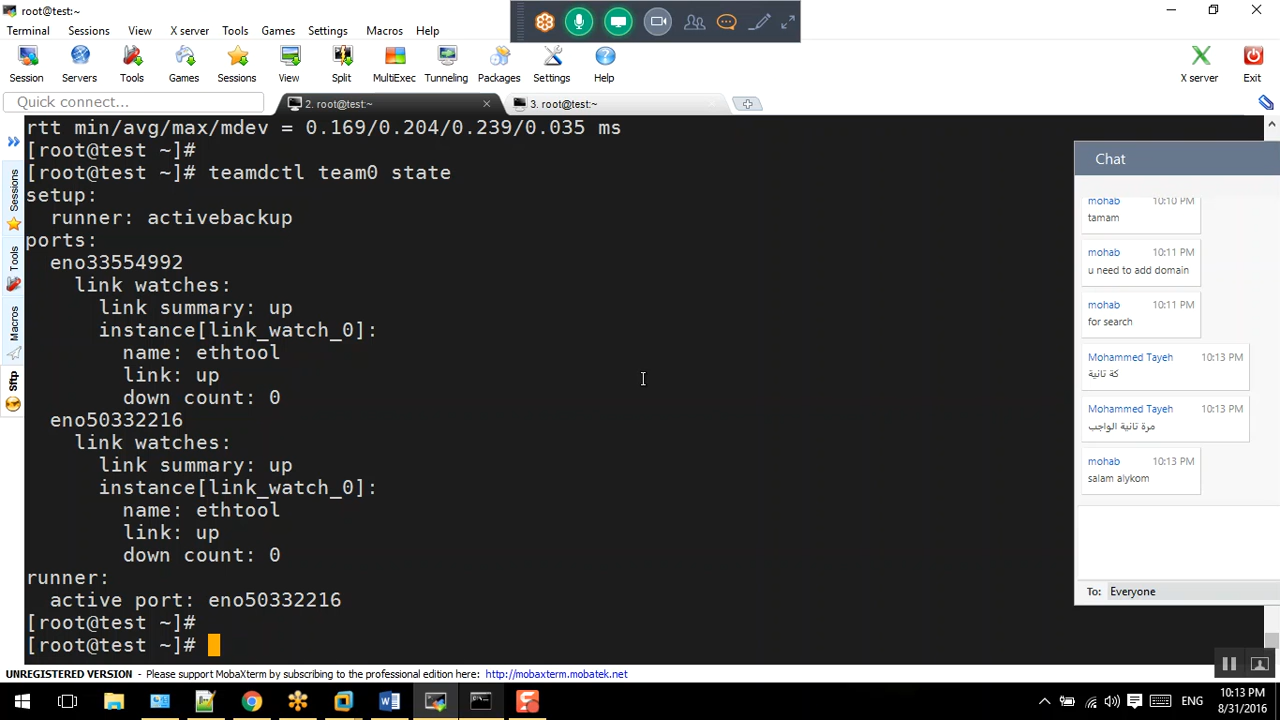 root@test:~
Terminal Sessions View X server Tools Games Settings Macros Help
Session Servers Tools Games Sessions View Split MultiExec Tunneling Packages Settings Help X server Exit
Quick connect...
2. root@test:~
3. root@test:~
Sessions
Tools
Macros
Sftp
rtt min/avg/max/mdev = 0.169/0.204/0.239/0.035 ms
[root@test ~]#
[root@test ~]# teamdctl team0 state
setup:
runner: activebackup
ports:
eno33554992
link watches:
link summary: up
instance[link_watch_0]:
name: ethtool
link: up
down count: 0
eno50332216
link watches:
link summary: up
instance[link_watch_0]:
name: ethtool
link: up
down count: 0
runner:
active port: eno50332216
[root@test ~]#
[root@test ~]#
Chat
mohab 10:10 PM
tamam
mohab 10:11 PM
u need to add domain
mohab 10:11 PM
for search
Mohammed Tayeh 10:13 PM
كة تانية
Mohammed Tayeh 10:13 PM
مرة تانية الواجب
mohab 10:13 PM
salam alykom
To: Everyone
UNREGISTERED VERSION - Please support MobaXterm by subscribing to the professional edition here: http://mobaxterm.mobatek.net
ENG
10:13 PM
8/31/2016